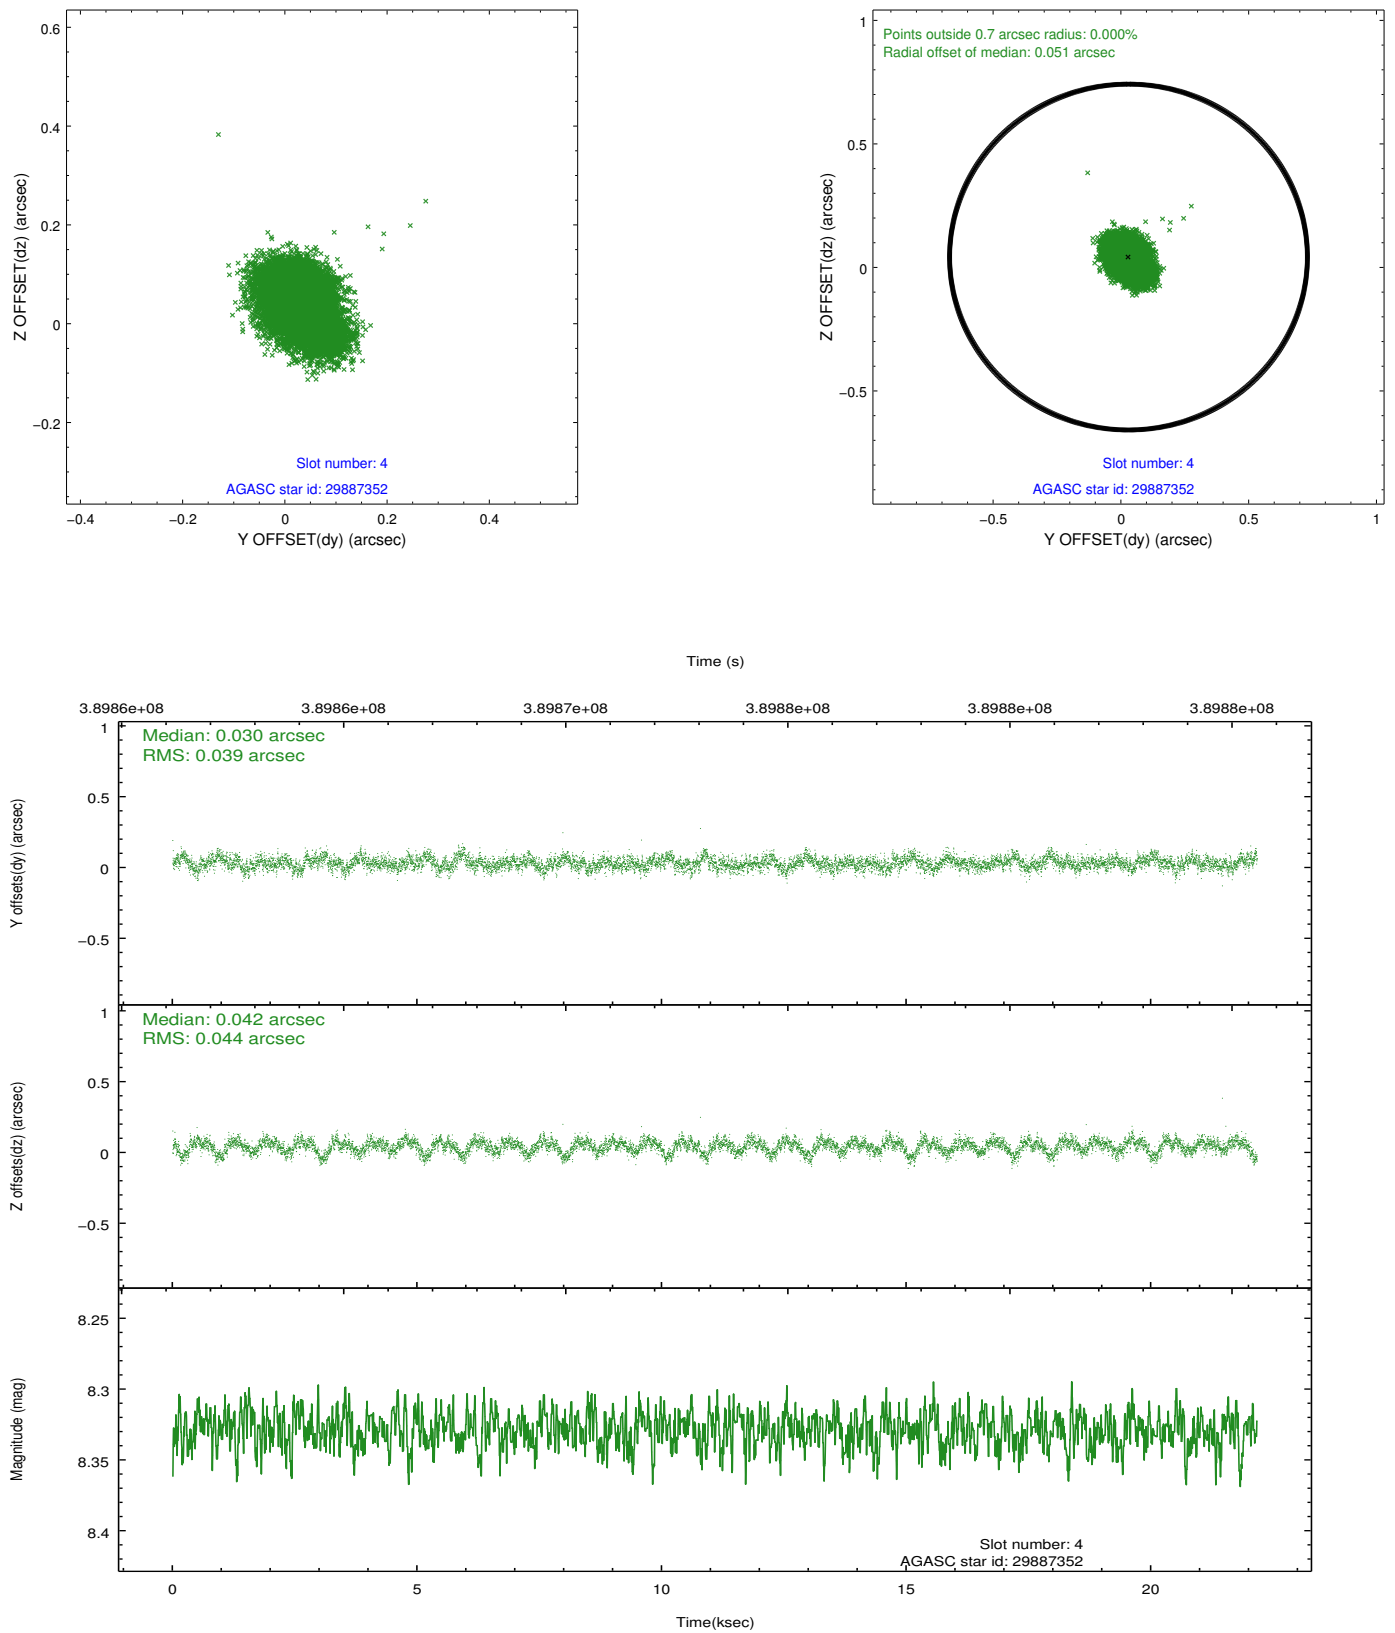 0.6
0.4
0.2
0
−0.2
−0.4
−0.2
0
0.2
0.4
Z OFFSET(dz) (arcsec)
Y OFFSET(dy) (arcsec)
Slot number: 4
AGASC star id: 29887352
Points outside 0.7 arcsec radius: 0.000%
Radial offset of median: 0.051 arcsec
1
0.5
0
−0.5
−0.5
0
0.5
1
Z OFFSET(dz) (arcsec)
Y OFFSET(dy) (arcsec)
Slot number: 4
AGASC star id: 29887352
Time (s)
3.8986e+08
3.8986e+08
3.8987e+08
3.8988e+08
3.8988e+08
3.8988e+08
Median: 0.030 arcsec
RMS: 0.039 arcsec
1
0.5
0
−0.5
Y offsets(dy) (arcsec)
Median: 0.042 arcsec
RMS: 0.044 arcsec
1
0.5
0
−0.5
Z offsets(dz) (arcsec)
8.25
8.3
8.35
8.4
Magnitude (mag)
Slot number: 4
AGASC star id: 29887352
0
5
10
15
20
Time(ksec)